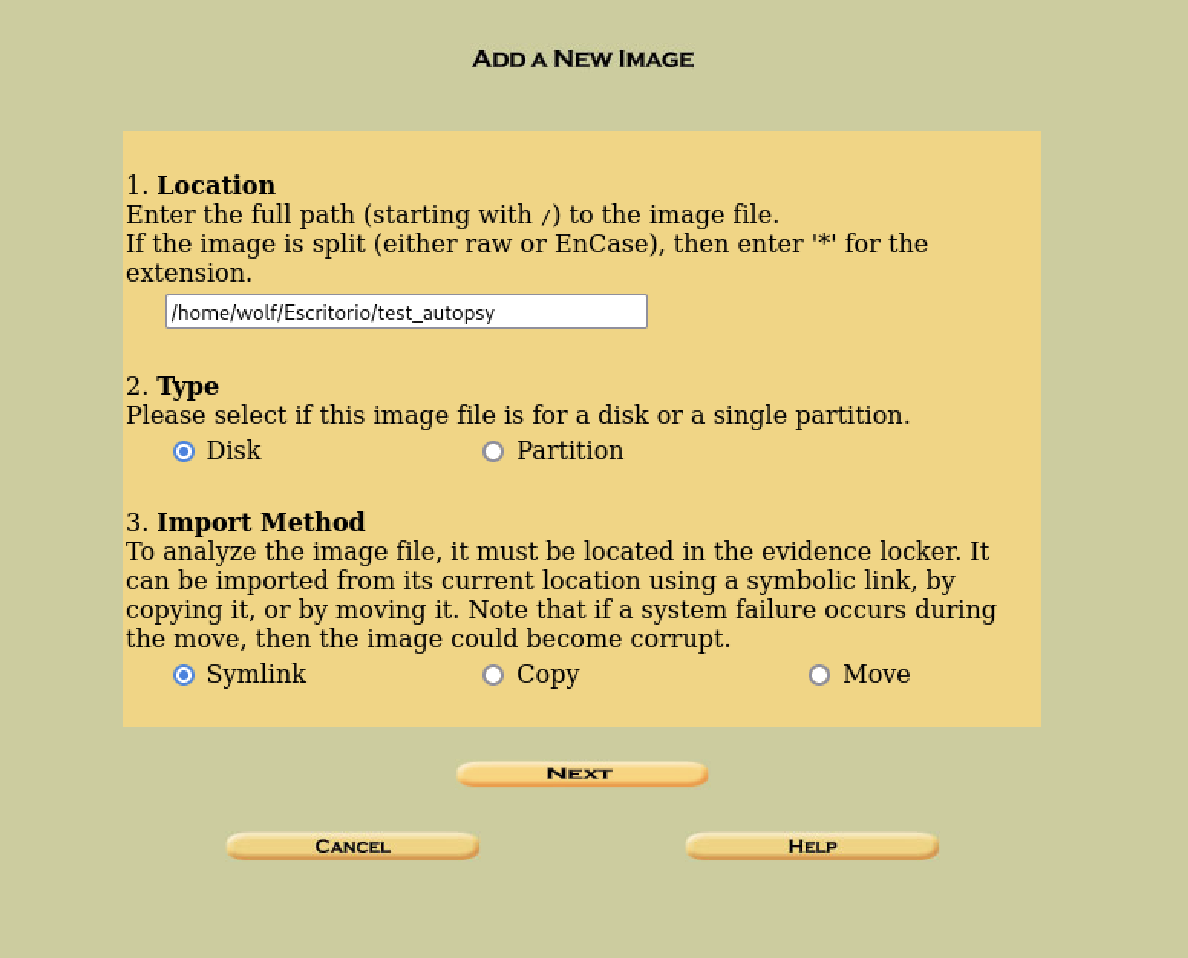 ADD A NEW IMAGE
1. Location
Enter the full path (starting with /) to the image file.
If the image is split (either raw or EnCase), then enter '*' for the
extension.
/home/wolf/Escritorio/test_autopsy
2. Type
Please select if this image file is for a disk or a single partition.
Disk Partition
3. Import Method
To analyze the image file, it must be located in the evidence locker. It
can be imported from its current location using a symbolic link, by
copying it, or by moving it. Note that if a system failure occurs during
the move, then the image could become corrupt.
Symlink Copy Move
NEXT
CANCEL HELP